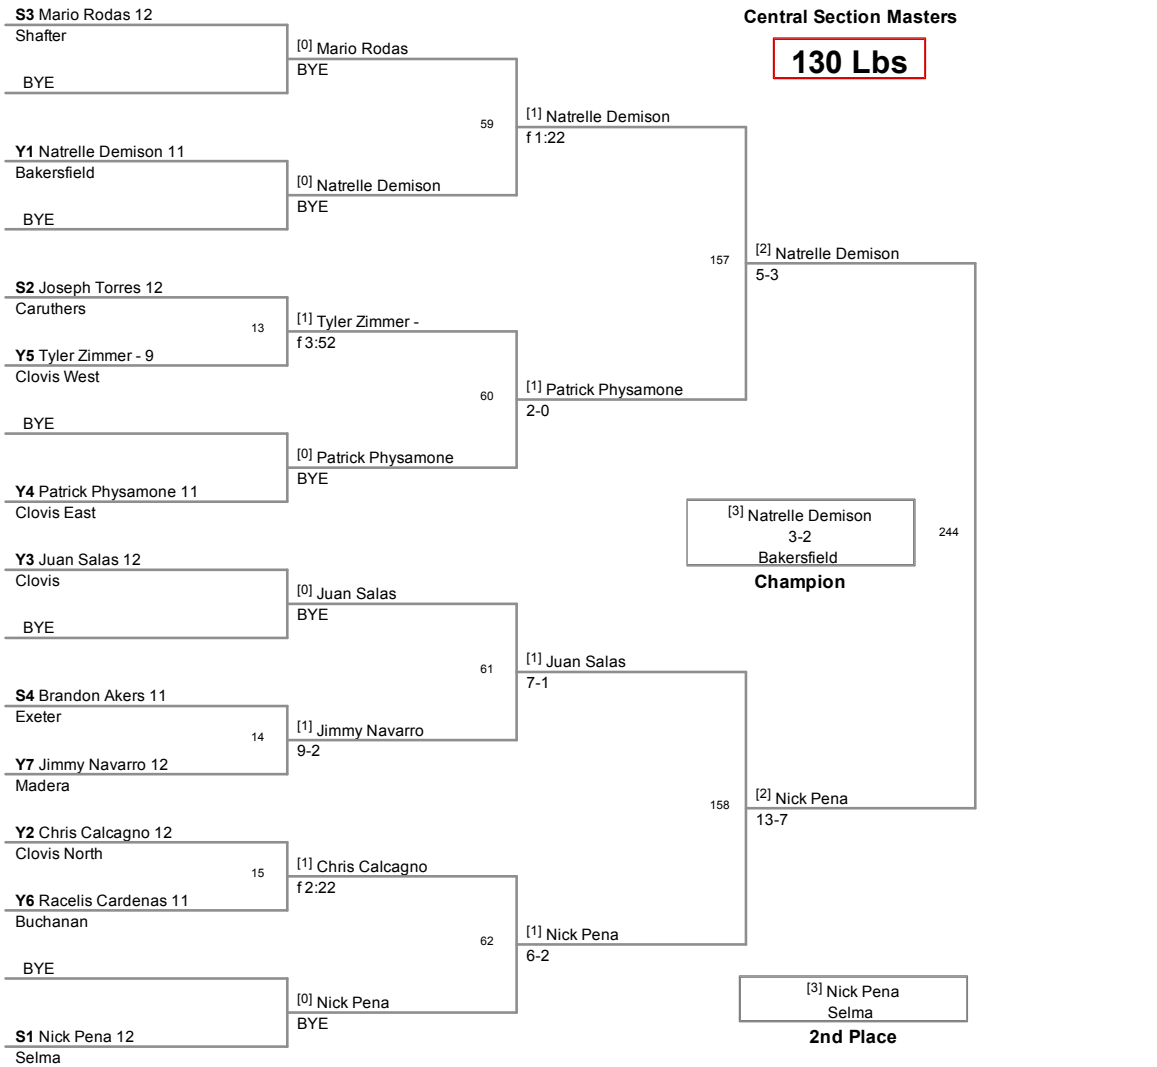 Central Section Masters
130 Lbs
S3 Mario Rodas 12
Shafter
BYE
Y1 Natrelle Demison 11
Bakersfield
BYE
S2 Joseph Torres 12
Caruthers
13
Y5 Tyler Zimmer - 9
Clovis West
BYE
Y4 Patrick Physamone 11
Clovis East
Y3 Juan Salas 12
Clovis
BYE
S4 Brandon Akers 11
Exeter
14
Y7 Jimmy Navarro 12
Madera
Y2 Chris Calcagno 12
Clovis North
15
Y6 Racelis Cardenas 11
Buchanan
BYE
S1 Nick Pena 12
Selma
[0] Mario Rodas
BYE
59
[0] Natrelle Demison
BYE
[1] Tyler Zimmer -
f 3:52
60
[0] Patrick Physamone
BYE
[0] Juan Salas
BYE
61
[1] Jimmy Navarro
9-2
[1] Chris Calcagno
f 2:22
62
[0] Nick Pena
BYE
[1] Natrelle Demison
f 1:22
157
[1] Patrick Physamone
2-0
[1] Juan Salas
7-1
158
[1] Nick Pena
6-2
[2] Natrelle Demison
5-3
244
[2] Nick Pena
13-7
[3] Natrelle Demison
3-2
Bakersfield
Champion
[3] Nick Pena
Selma
2nd Place